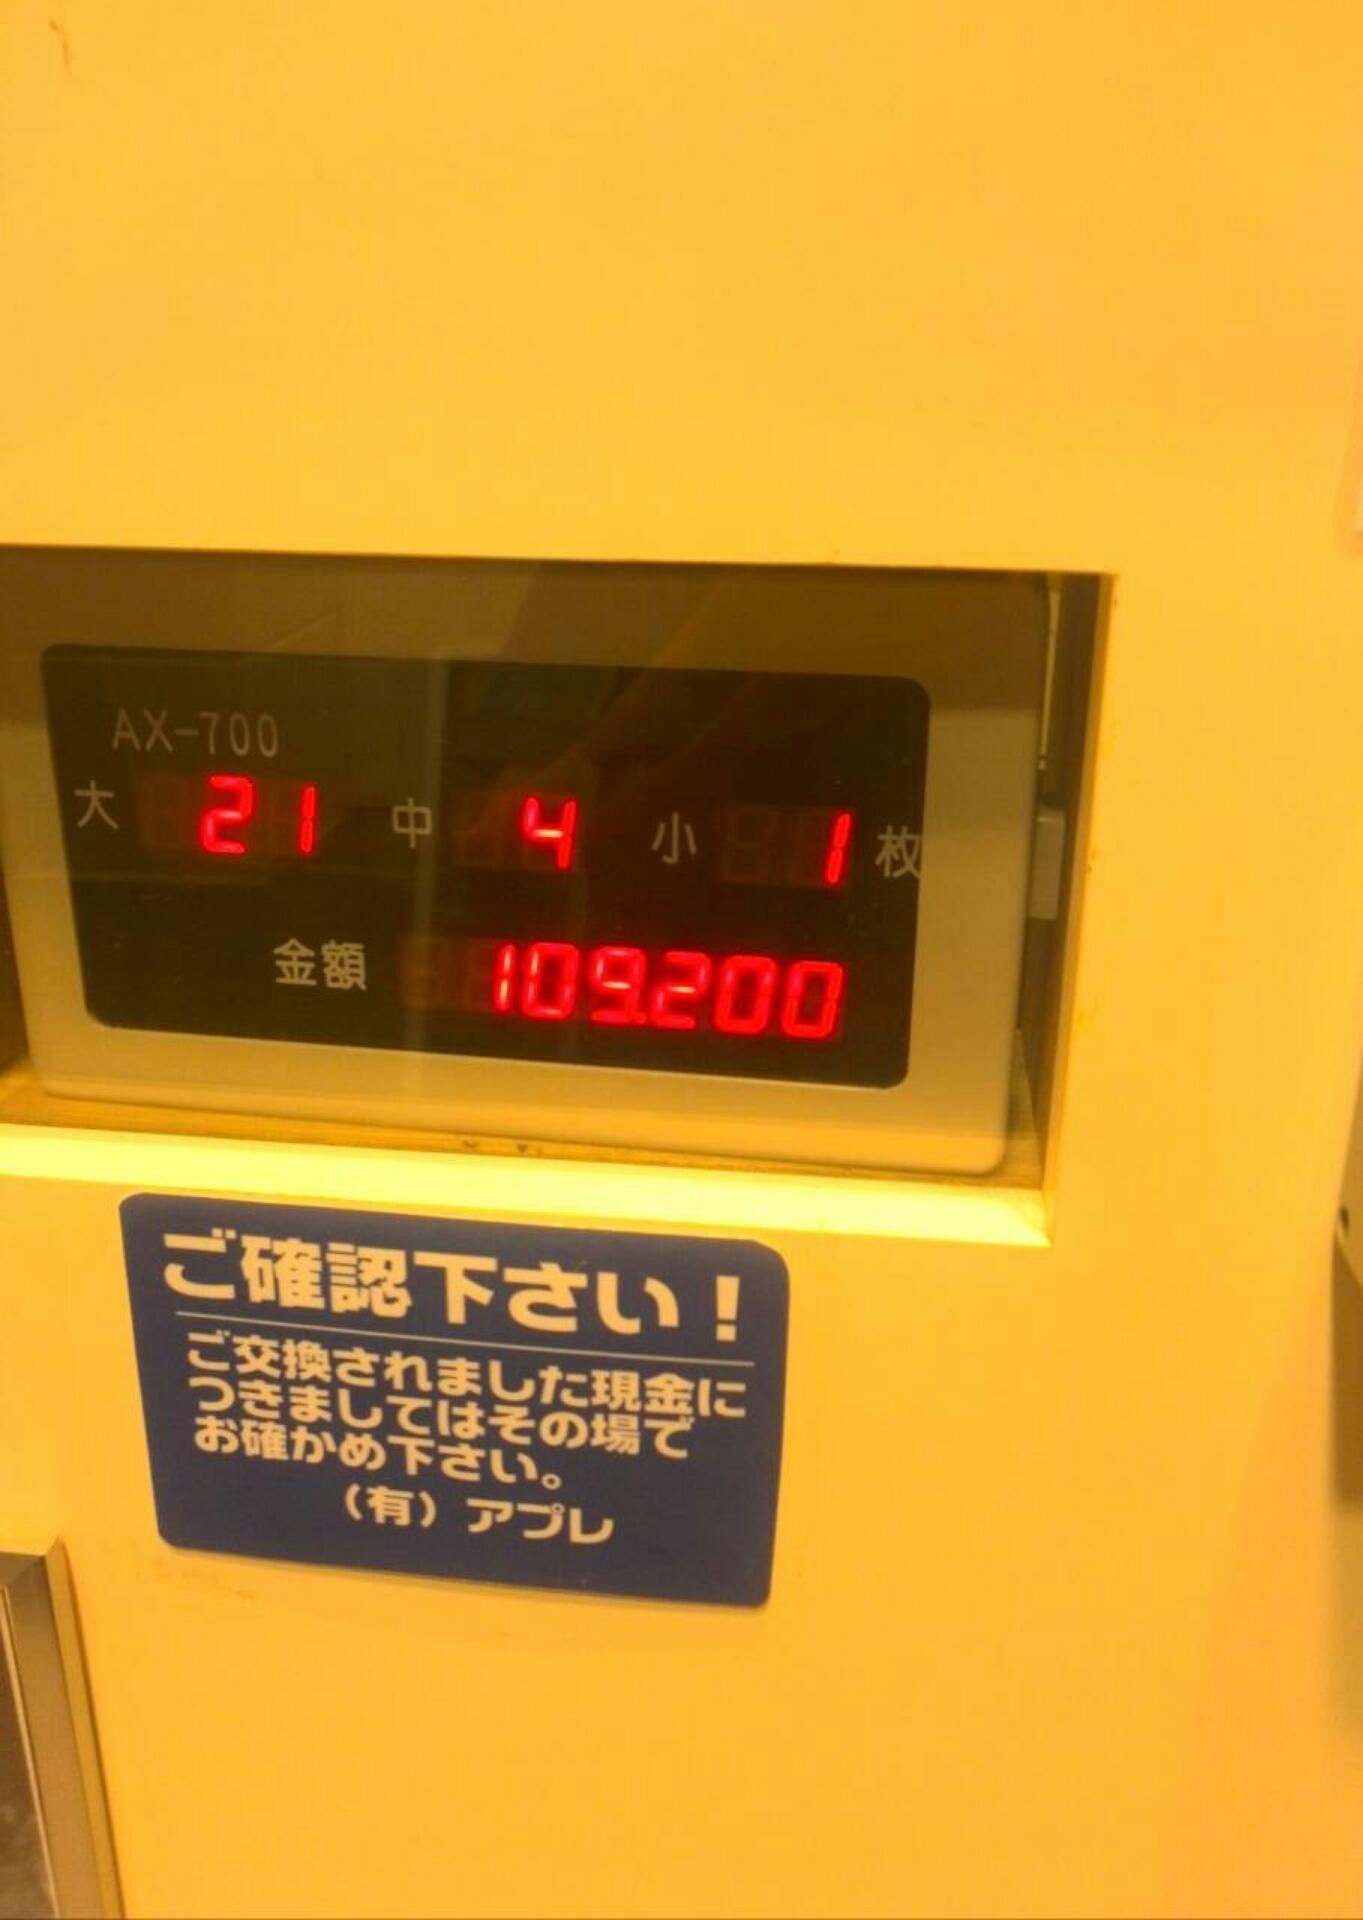 AX-700
大 21 中 4 小 1 枚
金額 109.200
ご確認下さい!
ご交換されました現金に
つきましてはその場で
お確かめ下さい。
(有)アプレ